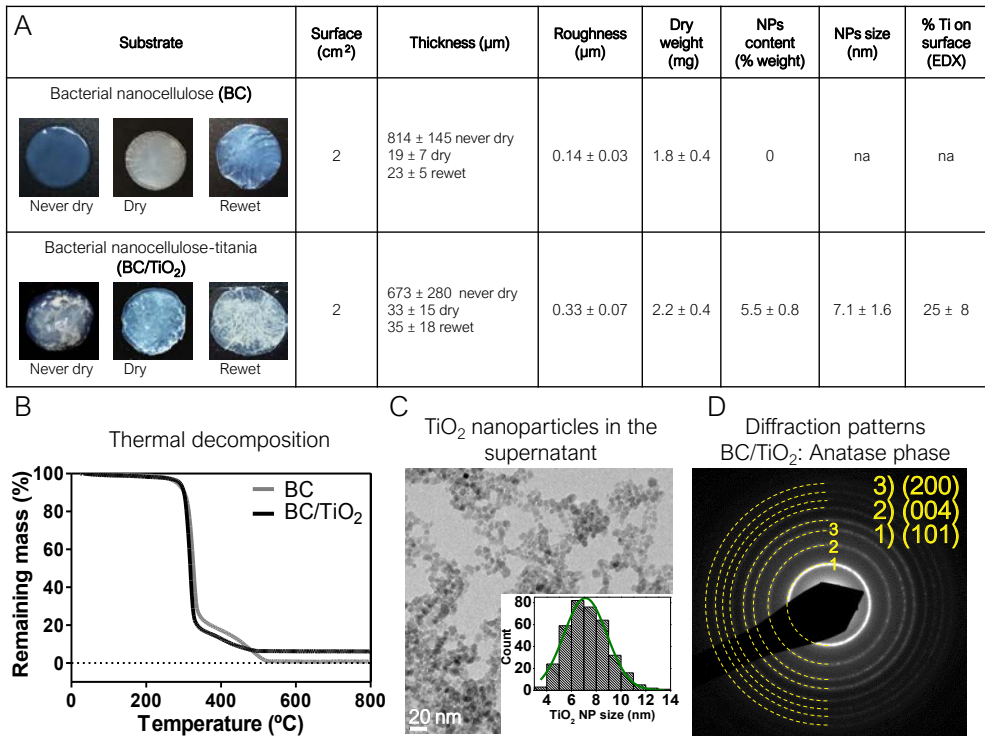 A
Substrate
Surface
(cm²)
Thickness (µm)
Roughness
(µm)
Dry
weight
(mg)
NPs
content
(% weight)
NPs size
(nm)
% Ti on
surface
(EDX)
Bacterial nanocellulose (BC)
Never dry
Dry
Rewet
2
814 ± 145 never dry
19 ± 7 dry
23 ± 5 rewet
0.14 ± 0.03
1.8 ± 0.4
0
na
na
Bacterial nanocellulose-titania
(BC/TiO₂)
Never dry
Dry
Rewet
2
673 ± 280 never dry
33 ± 15 dry
35 ± 18 rewet
0.33 ± 0.07
2.2 ± 0.4
5.5 ± 0.8
7.1 ± 1.6
25 ± 8
B
Thermal decomposition
Remaining mass (%)
100
80
60
40
20
0
BC
BC/TiO₂
0
200
400
600
800
Temperature (ºC)
C
TiO₂ nanoparticles in the
supernatant
20 nm
Count
80
60
40
20
0
4
6
8
10
12
14
TiO₂ NP size (nm)
D
Diffraction patterns
BC/TiO₂: Anatase phase
3) (200)
2) (004)
1) (101)
3
2
1